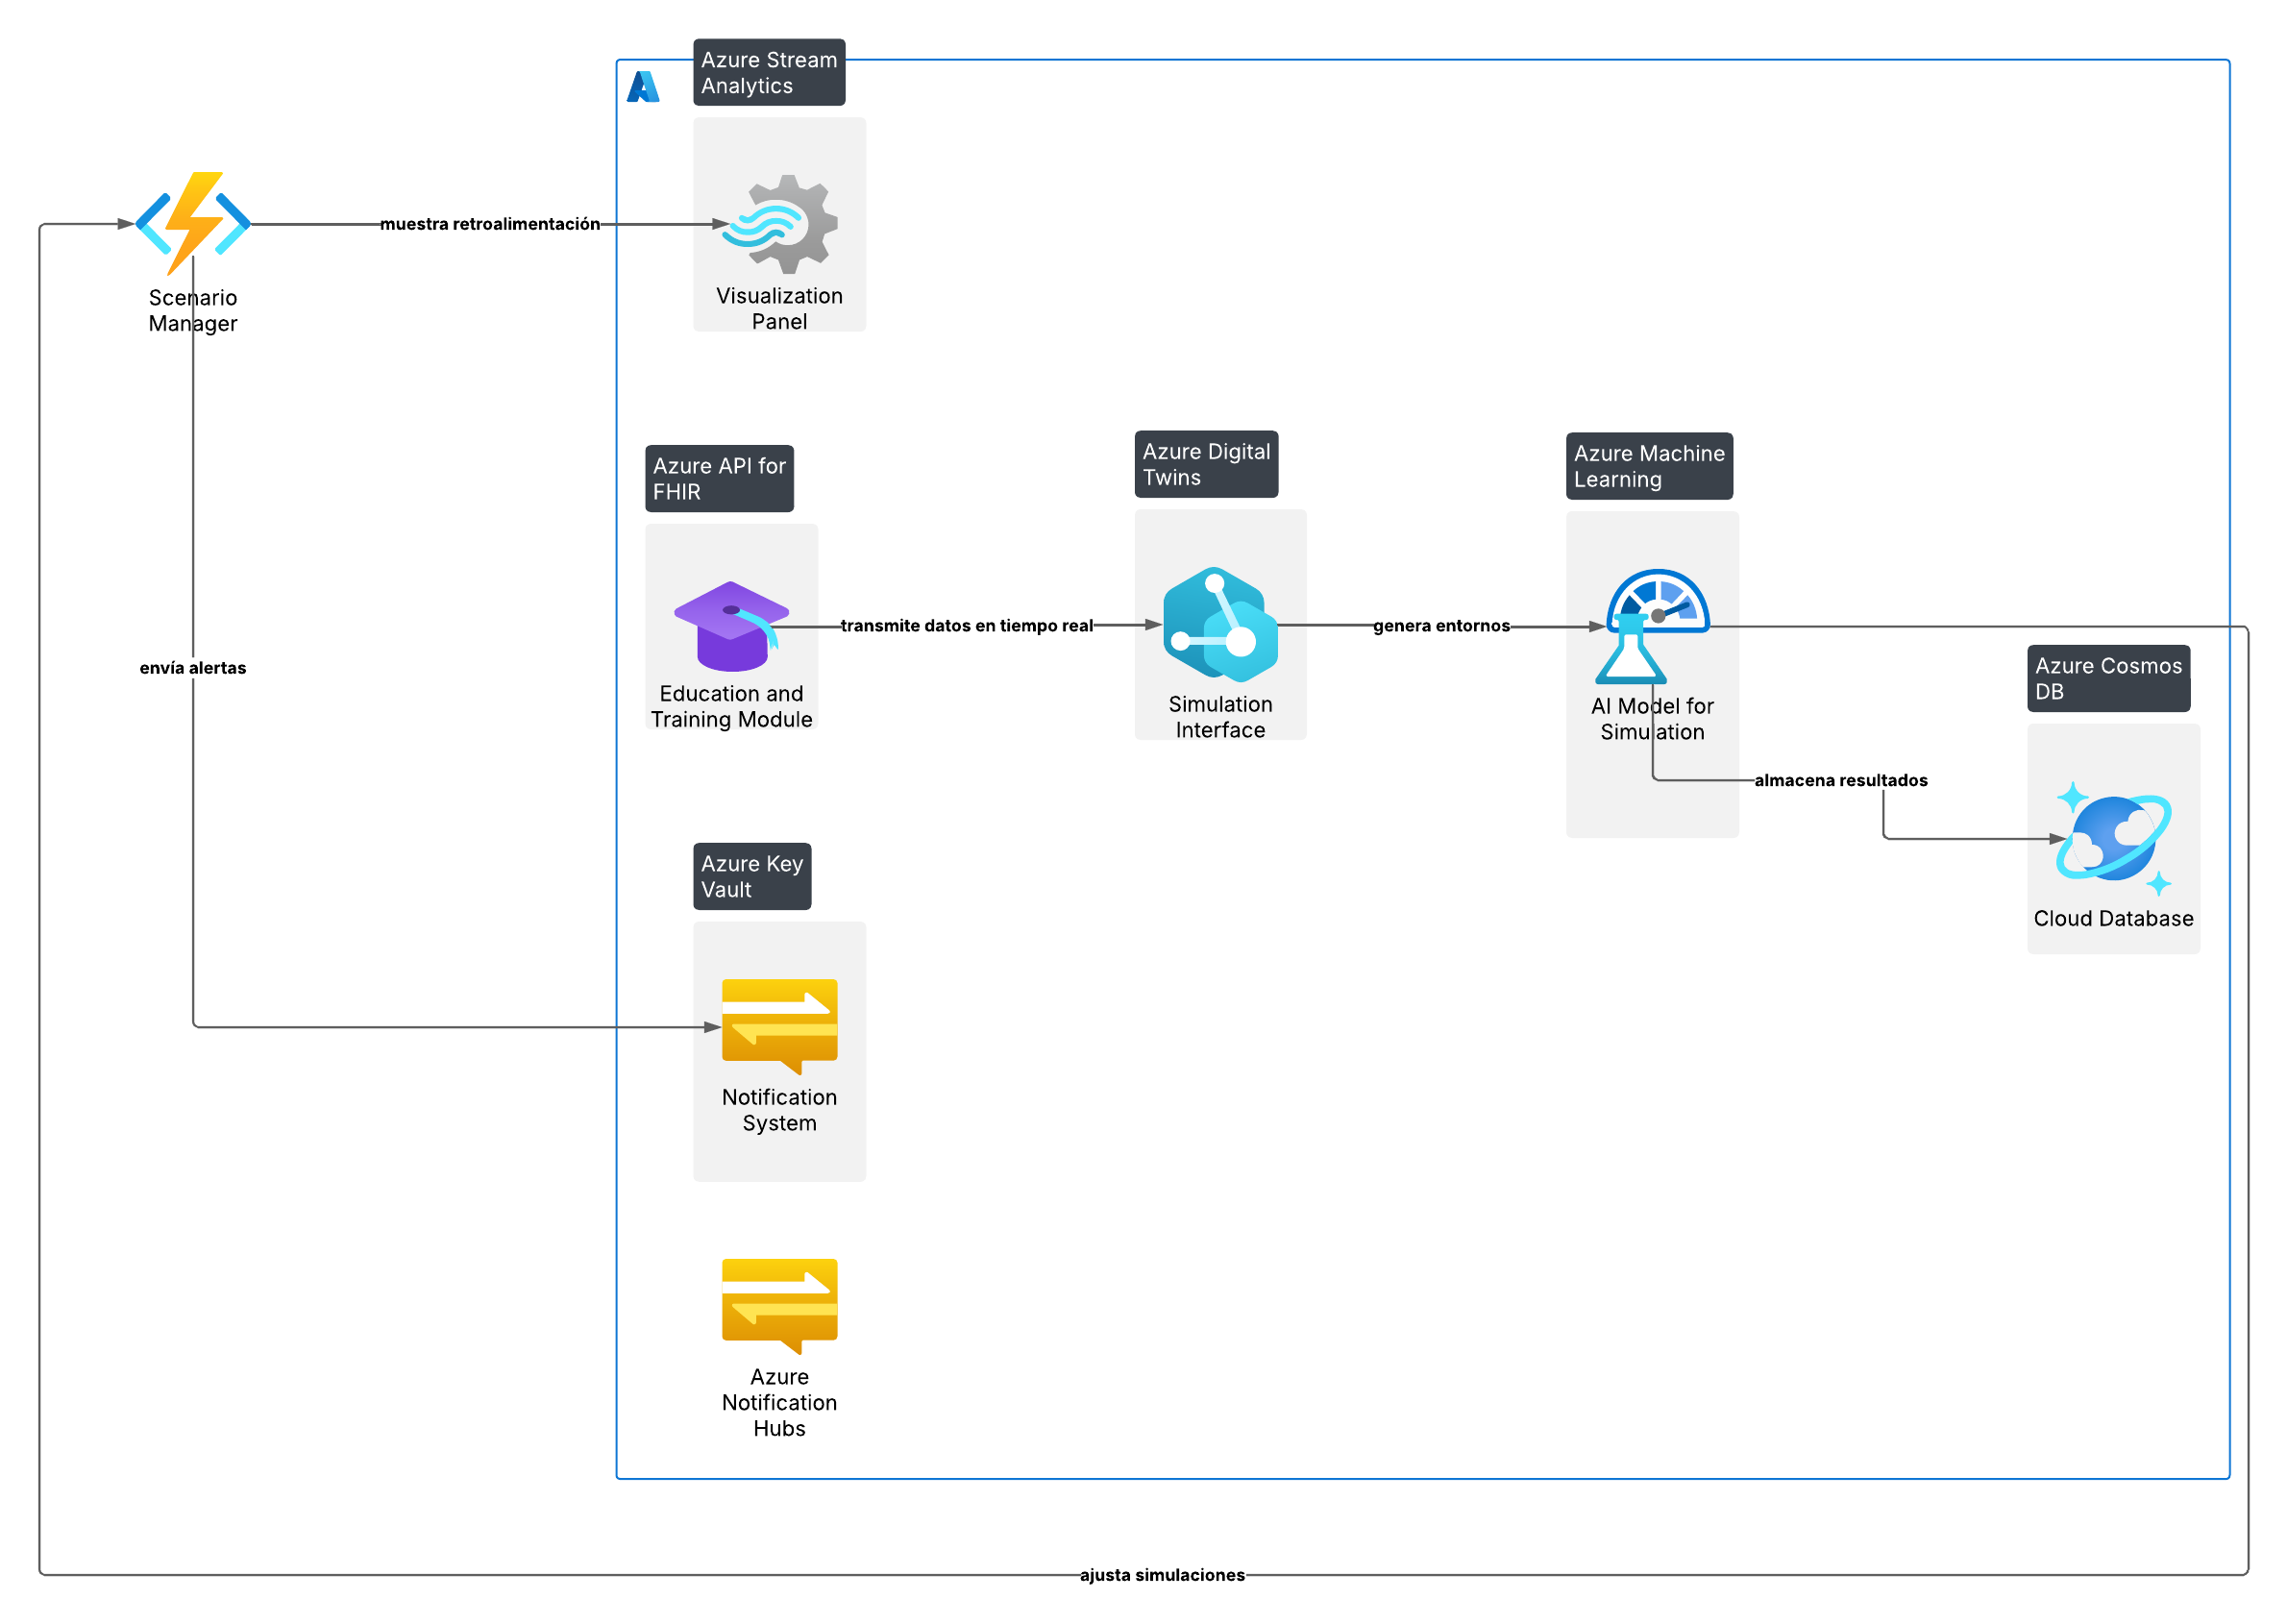 Azure Stream
Analytics
muestra retroalimentación
Scenario
Manager
Visualization
Panel
Azure API for
FHIR
Azure Digital
Twins
Azure Machine
Learning
transmite datos en tiempo real
genera entornos
envía alertas
Education and
Training Module
Simulation
Interface
AI Model for
Simulation
Azure Cosmos
DB
almacena resultados
Cloud Database
Azure Key
Vault
Notification
System
Azure
Notification
Hubs
ajusta simulaciones